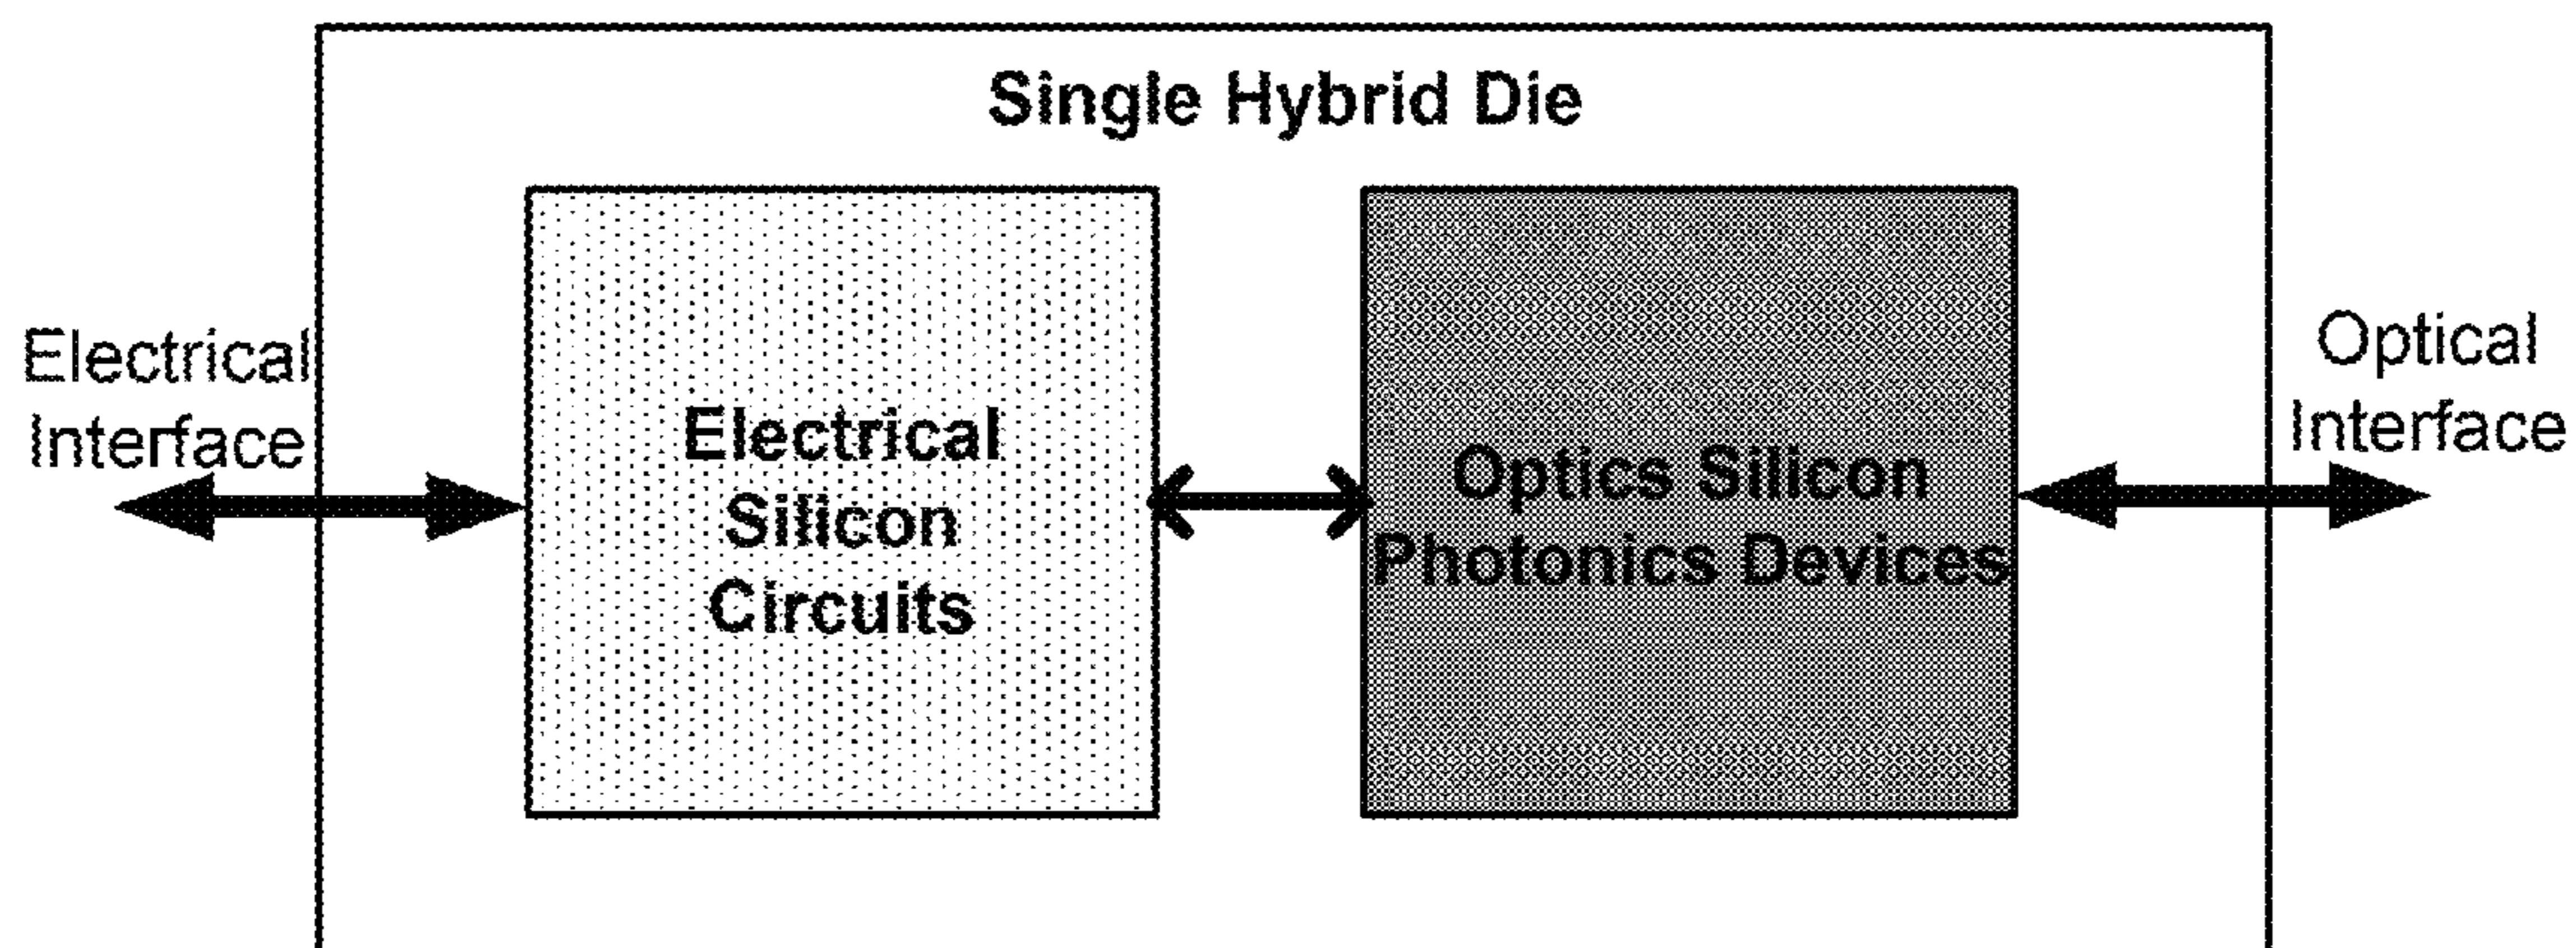 Single Hybrid Die
Electrical
Interface
Electrical
Silicon
Circuits
Optics Silicon
Photonics Devices
Optical
Interface